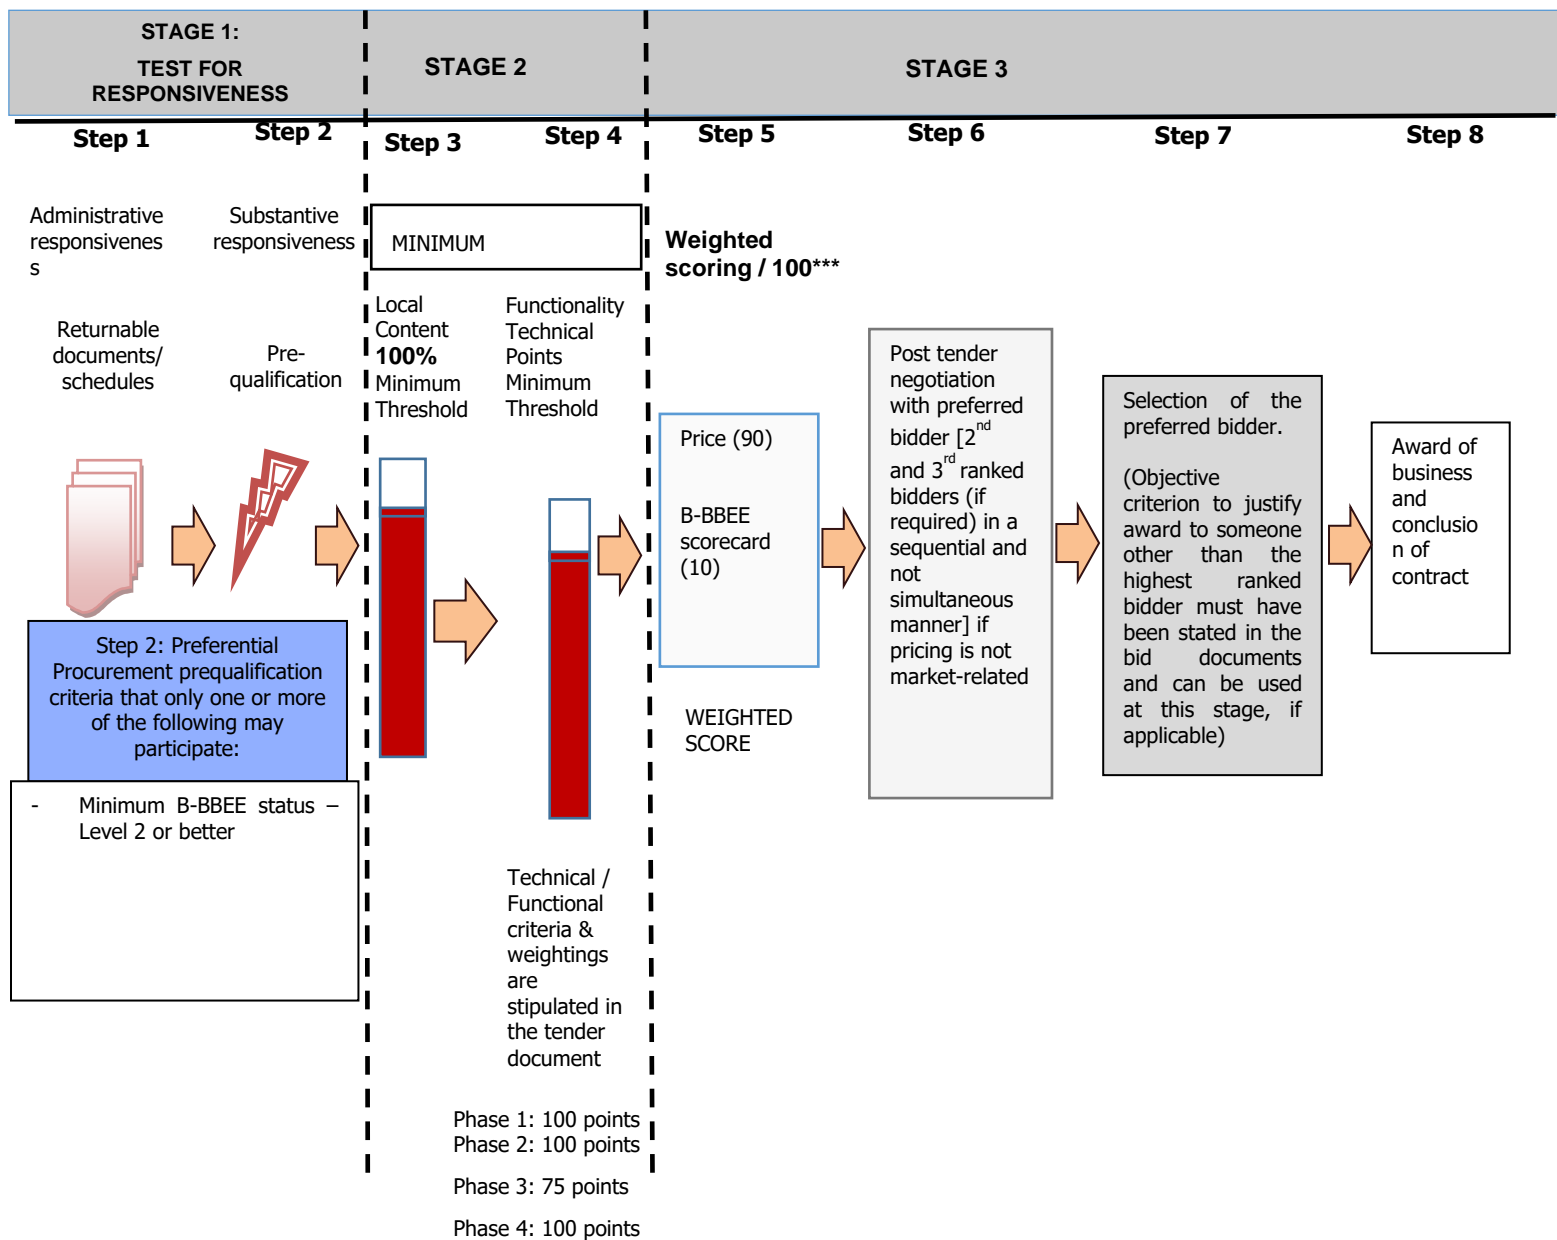 STAGE 1:
TEST FOR
RESPONSIVENESS
STAGE 2
STAGE 3
Step 1
Step 2
Step 3
Step 4
Step 5
Step 6
Step 7
Step 8
Administrative
responsivenes
s
Substantive
responsiveness
MINIMUM
Weighted
scoring / 100***
Returnable
documents/
schedules
Pre-
qualification
Local
Content
100%
Minimum
Threshold
Functionality
Technical
Points
Minimum
Threshold
Price (90)
B-BBEE
scorecard
(10)
WEIGHTED
SCORE
Post tender
negotiation
with preferred
bidder [2nd
and 3rd ranked
bidders (if
required) in a
sequential and
not
simultaneous
manner] if
pricing is not
market-related
Selection of the
preferred bidder.
(Objective
criterion to justify
award to someone
other than the
highest ranked
bidder must have
been stated in the
bid documents
and can be used
at this stage, if
applicable)
Award of
business
and
conclusio
n of
contract
Step 2: Preferential
Procurement prequalification
criteria that only one or more
of the following may
participate:
- Minimum B-BBEE status –
Level 2 or better
Technical /
Functional
criteria &
weightings
are
stipulated in
the tender
document
Phase 1: 100 points
Phase 2: 100 points
Phase 3: 75 points
Phase 4: 100 points